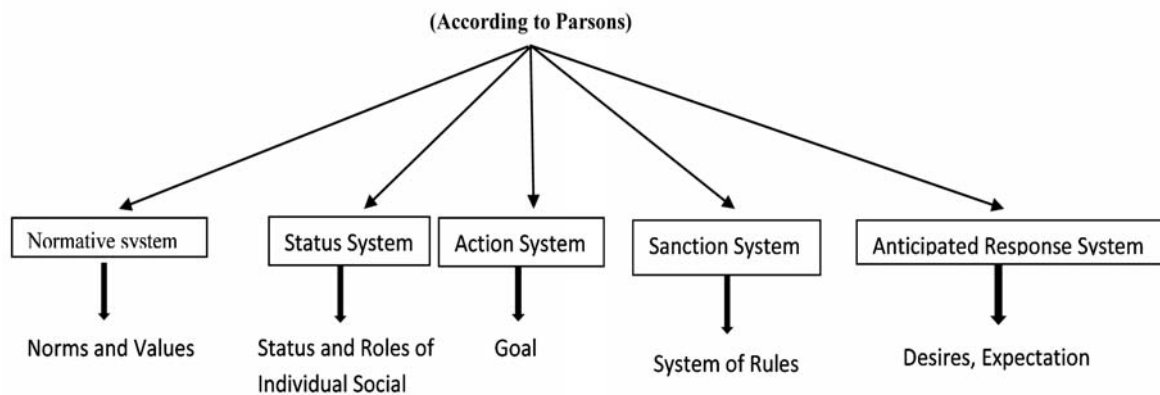 (According to Parsons)
Normative system
Status System
Action System
Sanction System
Anticipated Response System
Norms and Values
Status and Roles of
Individual Social
Goal
System of Rules
Desires, Expectation